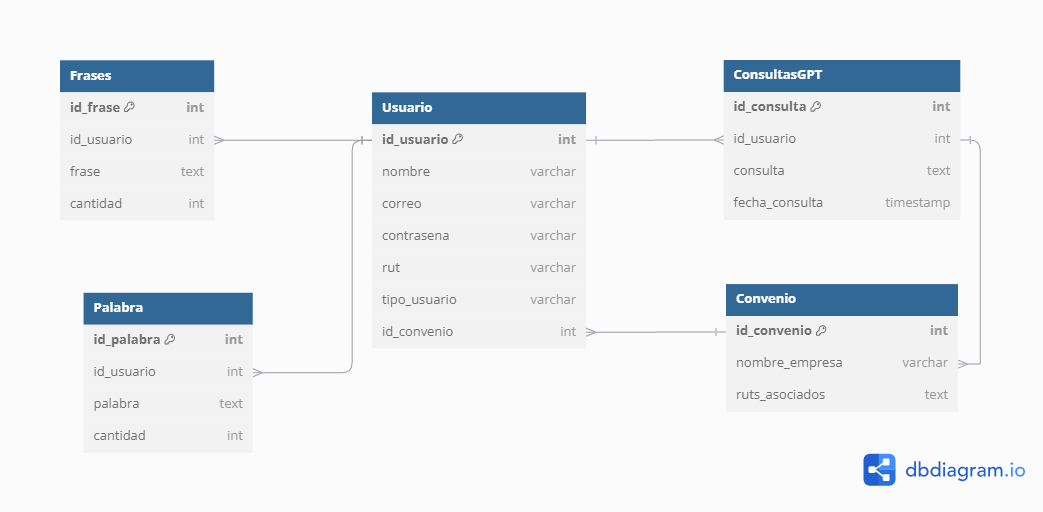 Frases
id_frase int
id_usuario int
frase text
cantidad int
Palabra
id_palabra int
id_usuario int
palabra text
cantidad int
Usuario
id_usuario int
nombre varchar
correo varchar
contrasena varchar
rut varchar
tipo_usuario varchar
id_convenio int
ConsultasGPT
id_consulta int
id_usuario int
consulta text
fecha_consulta timestamp
Convenio
id_convenio int
nombre_empresa varchar
ruts_asociados text
dbdiagram.io